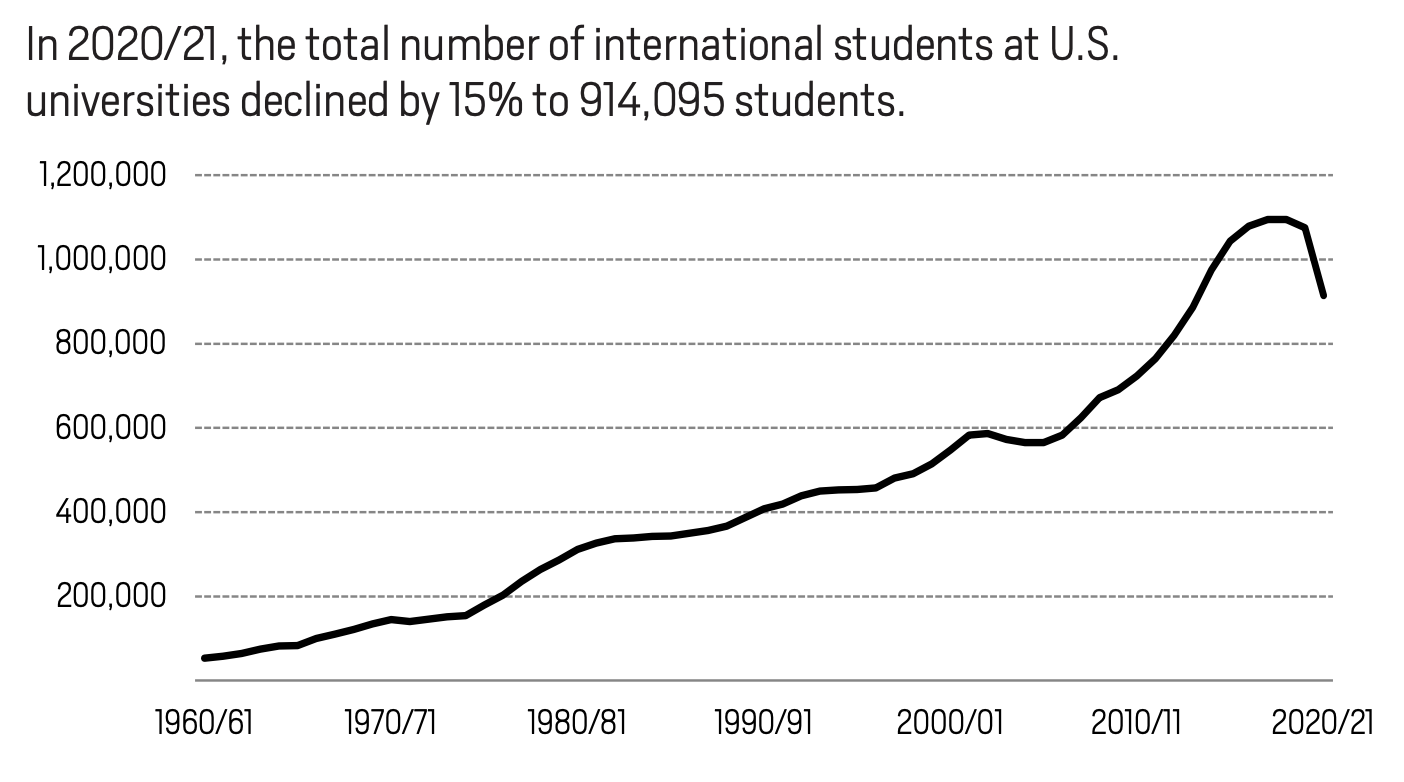 In 2020/21, the total number of international students at U.S.
universities declined by 15% to 914,095 students.
1,200,000
1,000,000
800,000
600,000
400,000
200,000
1960/61 1970/71 1980/81 1990/91 2000/01 2010/11 2020/21